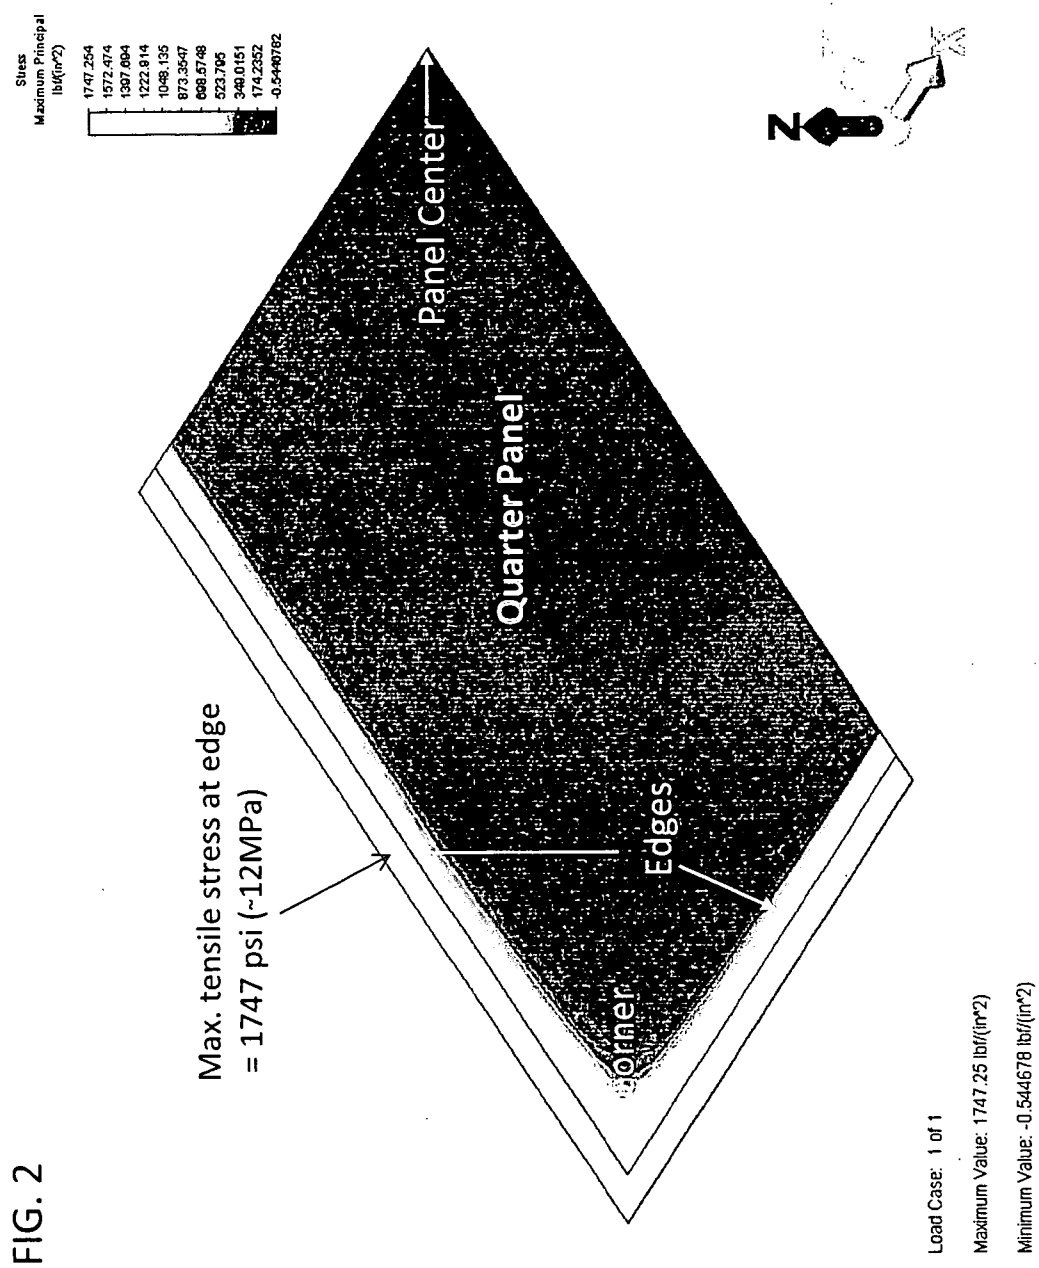 FIG. 2
Max. tensile stress at edge
= 1747 psi (~12MPa)
Stress
Maximum Principal
lbf/(in^2)
1747.254
1572.474
1397.694
1222.914
1048.135
873.3547
698.5748
523.795
349.0151
174.2352
Panel Center
Quarter Panel
Edges
Corner
Z
X
Load Case: 1 of 1
Maximum Value: 1747.25 lbf/(in^2)
Minimum Value: -0.544678 lbf/(in^2)